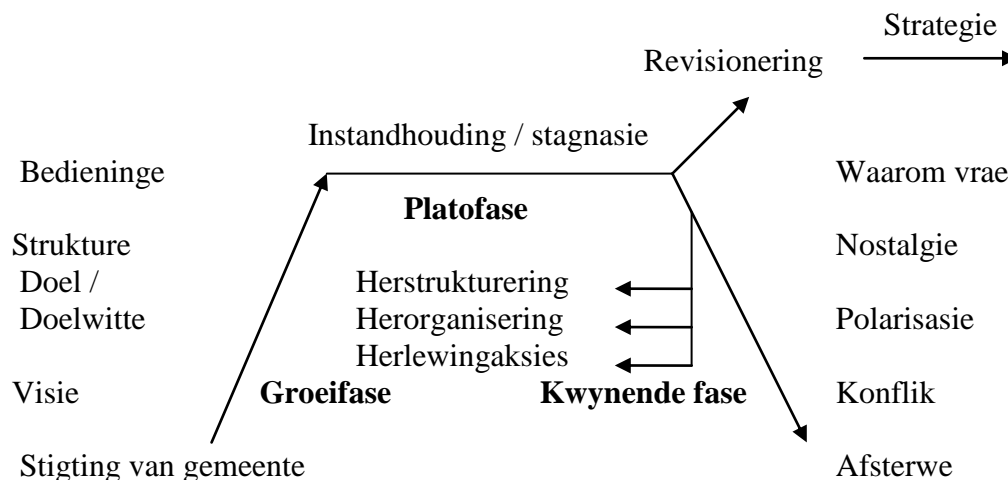 Strategie
Revisionering
Instandhouding / stagnasie
Bedieninge
Waarom vrae
Platofase
Strukture
Nostalgie
Doel /
Herstrukturering
Doelwitte
Herorganisering
Polarisasie
Herlewingaksies
Visie
Groeifase
Kwynende fase
Konflik
Stigting van gemeente
Afsterwe